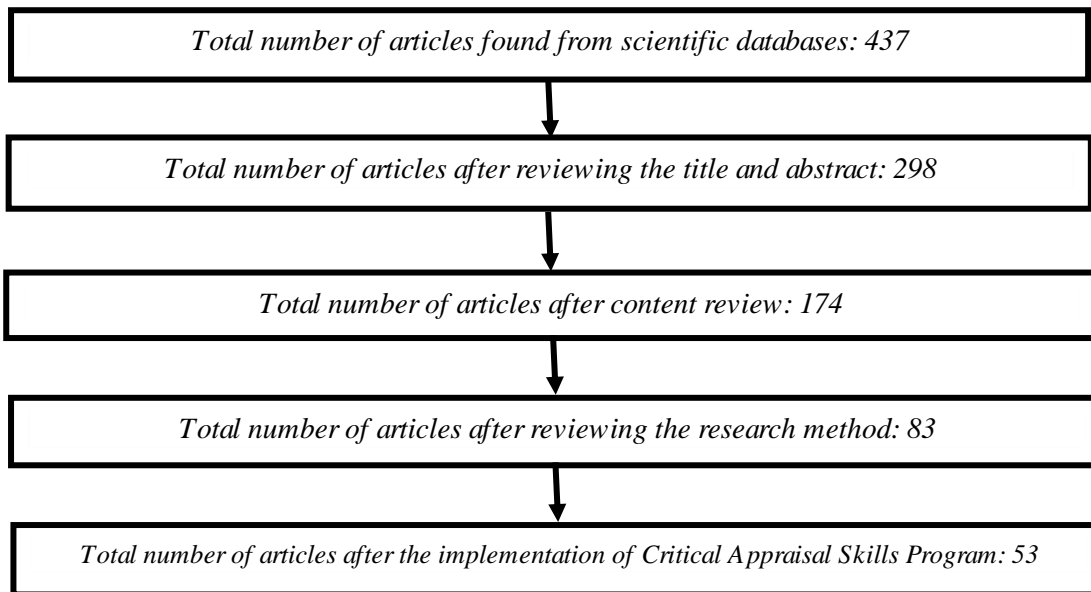 Total number of articles found from scientific databases: 437
Total number of articles after reviewing the title and abstract: 298
Total number of articles after content review: 174
Total number of articles after reviewing the research method: 83
Total number of articles after the implementation of Critical Appraisal Skills Program: 53